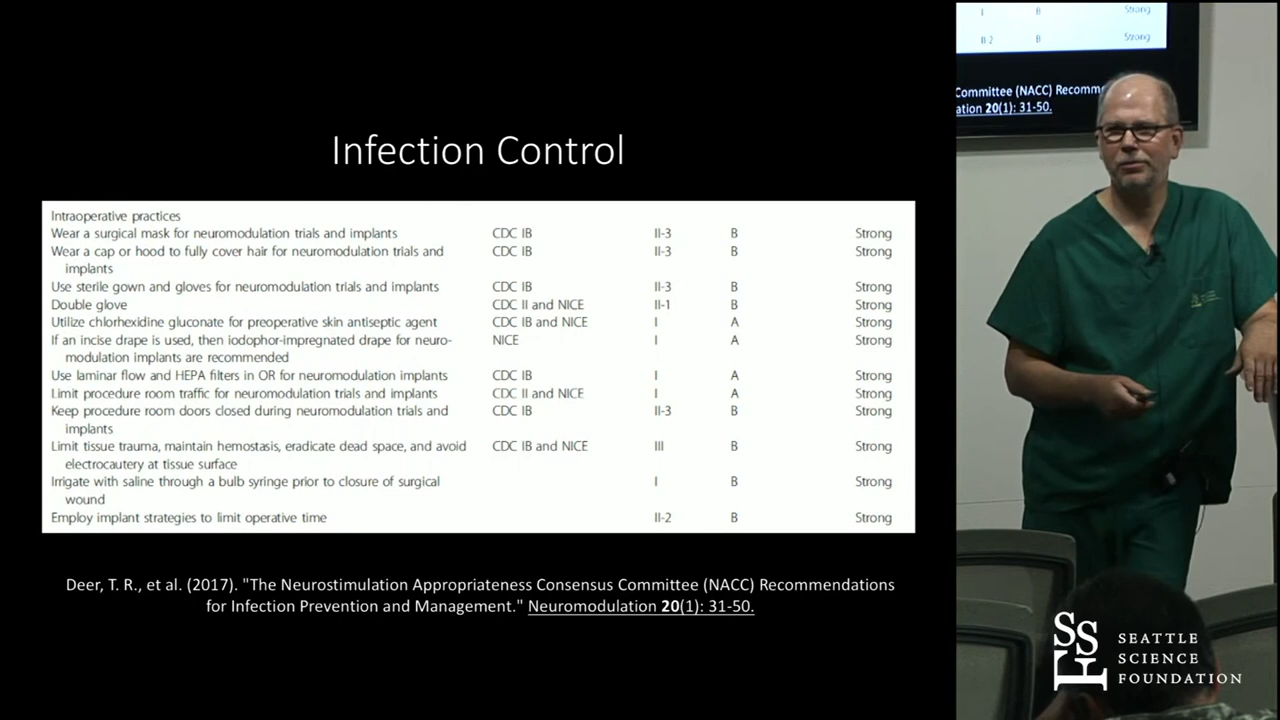 Infection Control
Intraoperative practices
Wear a surgical mask for neuromodulation trials and implants CDC IB II-3 B Strong
Wear a cap or hood to fully cover hair for neuromodulation trials and CDC IB II-3 B Strong
implants
Use sterile gown and gloves for neuromodulation trials and implants CDC IB II-3 B Strong
Double glove CDC II and NICE II-1 B Strong
Utilize chlorhexidine gluconate for preoperative skin antiseptic agent CDC IB and NICE I A Strong
If an incise drape is used, then iodophor-impregnated drape for neuro- NICE I A Strong
modulation implants are recommended
Use laminar flow and HEPA filters in OR for neuromodulation implants CDC IB I A Strong
Limit procedure room traffic for neuromodulation trials and implants CDC II and NICE I A Strong
Keep procedure room doors closed during neuromodulation trials and CDC IB II-3 B Strong
implants
Limit tissue trauma, maintain hemostasis, eradicate dead space, and avoid CDC IB and NICE III B Strong
electrocautery at tissue surface
Irrigate with saline through a bulb syringe prior to closure of surgical I B Strong
wound
Employ implant strategies to limit operative time II-2 B Strong
Deer, T. R., et al. (2017). "The Neurostimulation Appropriateness Consensus Committee (NACC) Recommendations
for Infection Prevention and Management." Neuromodulation 20(1): 31-50.
I B Strong
II-2 B Strong
Committee (NACC) Recomm
ation 20(1): 31-50.
SSF
SEATTLE
SCIENCE
FOUNDATION